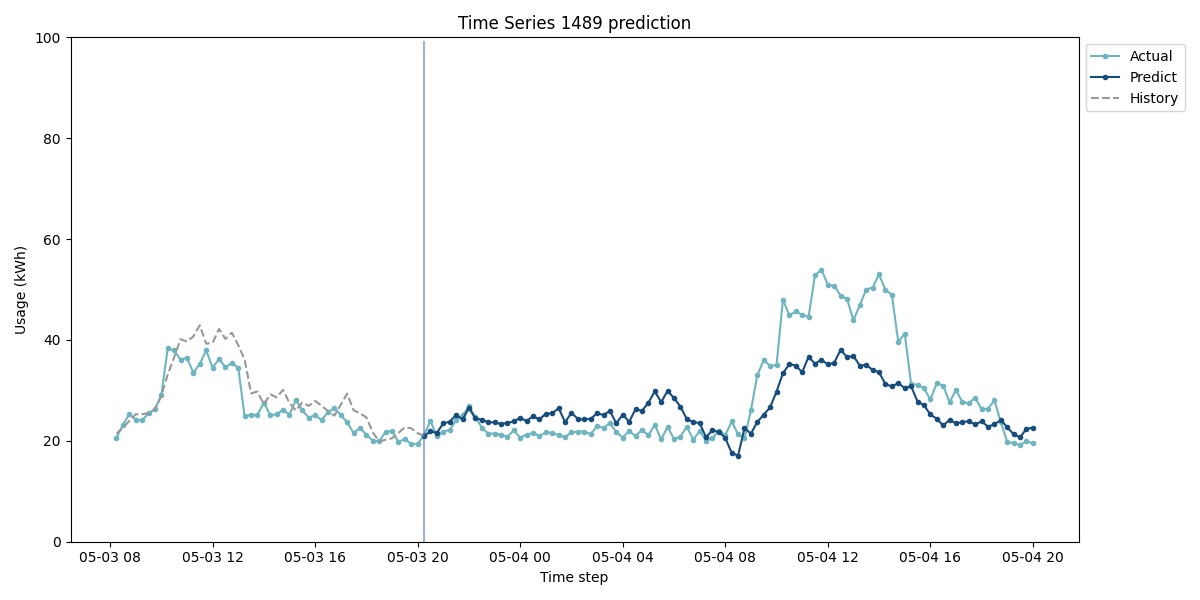 Time Series 1489 prediction
100
80
60
40
20
0
Usage (kWh)
05-03 08
05-03 12
05-03 16
05-03 20
05-04 00
05-04 04
05-04 08
05-04 12
05-04 16
05-04 20
Time step
Actual
Predict
History